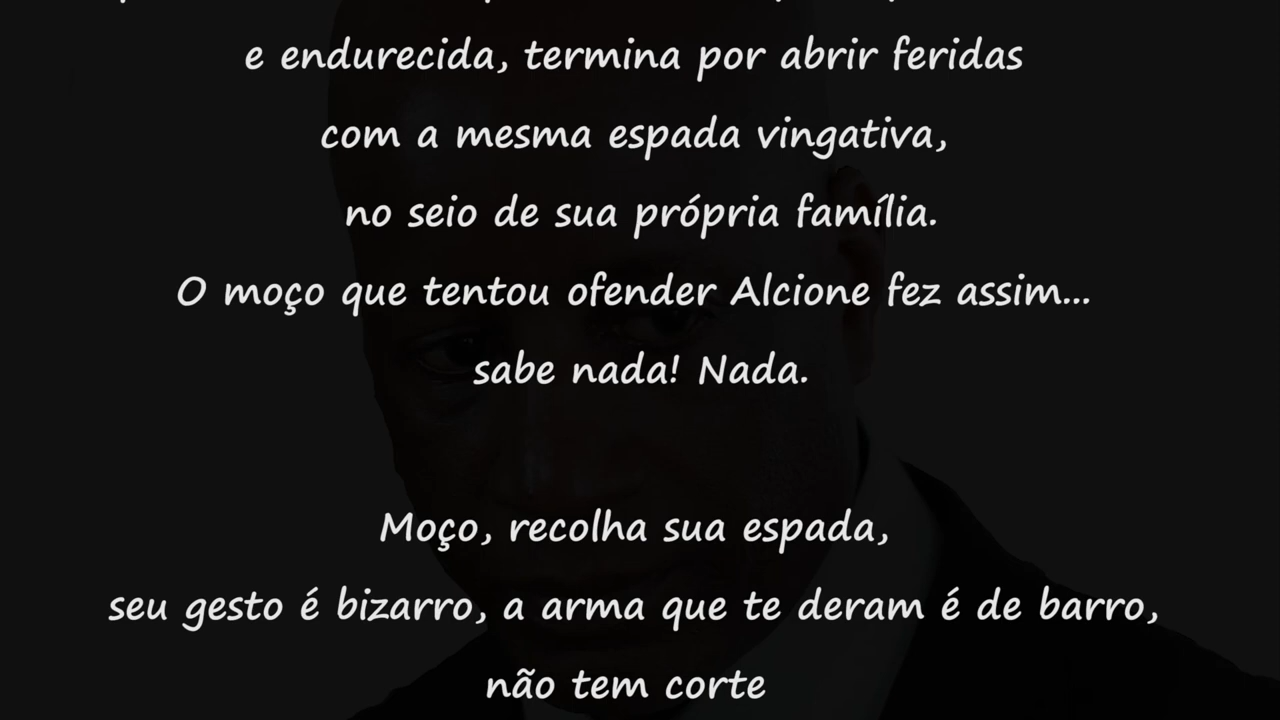 e endurecida, termina por abrir feridas
com a mesma espada vingativa,
no seio de sua própria família.
O moço que tentou ofender Alcione fez assim...
sabe nada! Nada.
Moço, recolha sua espada,
seu gesto é bizarro, a arma que te deram é de barro,
não tem corte